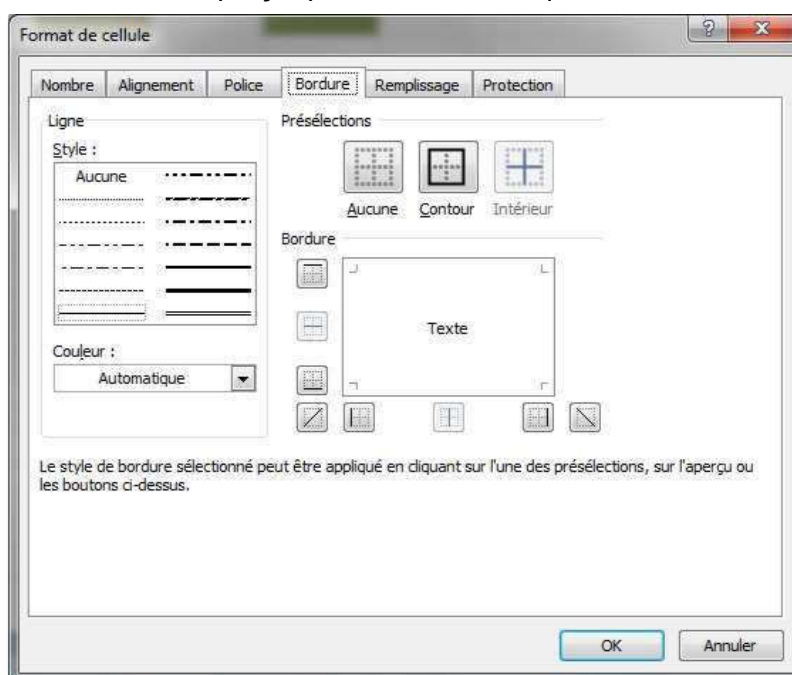 Format de cellule
Nombre Alignement Police Bordure Remplissage Protection
Ligne
Style :
Aucune
Couleur :
Automatique
Présélections
Aucune Contour Intérieur
Bordure
Texte
Le style de bordure sélectionné peut être appliqué en cliquant sur l'une des présélections, sur l'aperçu ou
les boutons ci-dessus.
OK Annuler